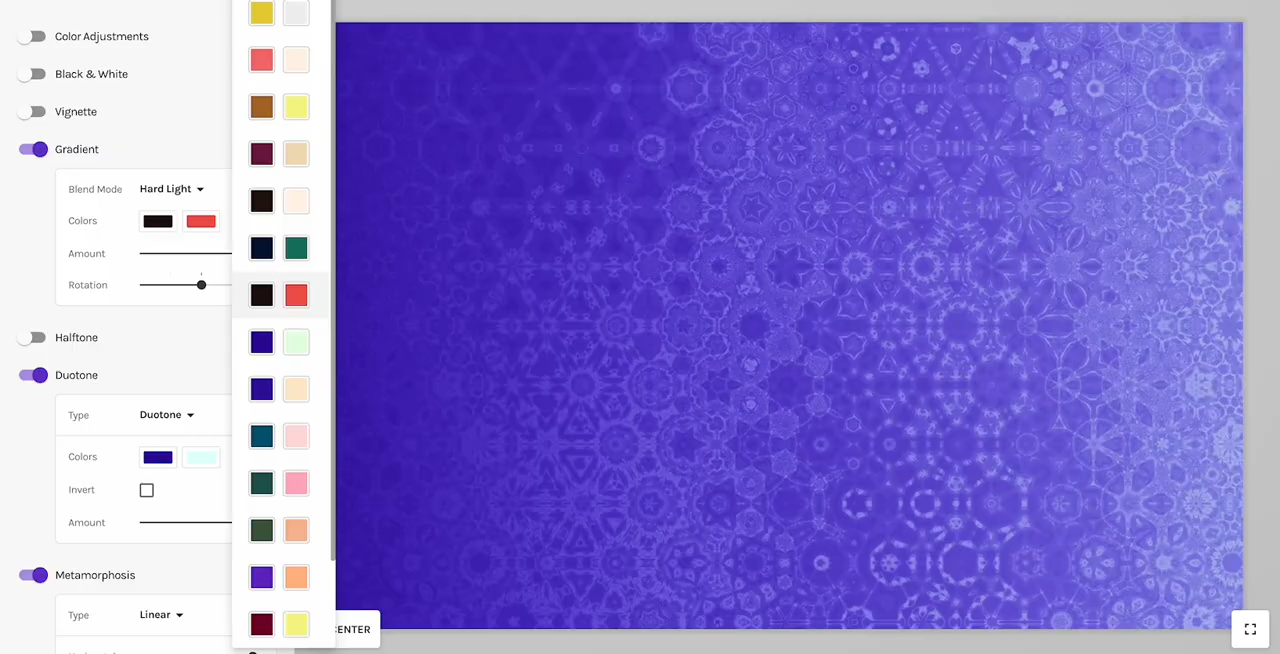 Color Adjustments
Black & White
Vignette
Gradient
Blend Mode Hard Light
Colors
Amount
Rotation
Halftone
Duotone
Type Duotone
Colors
Invert
Amount
Metamorphosis
Type Linear